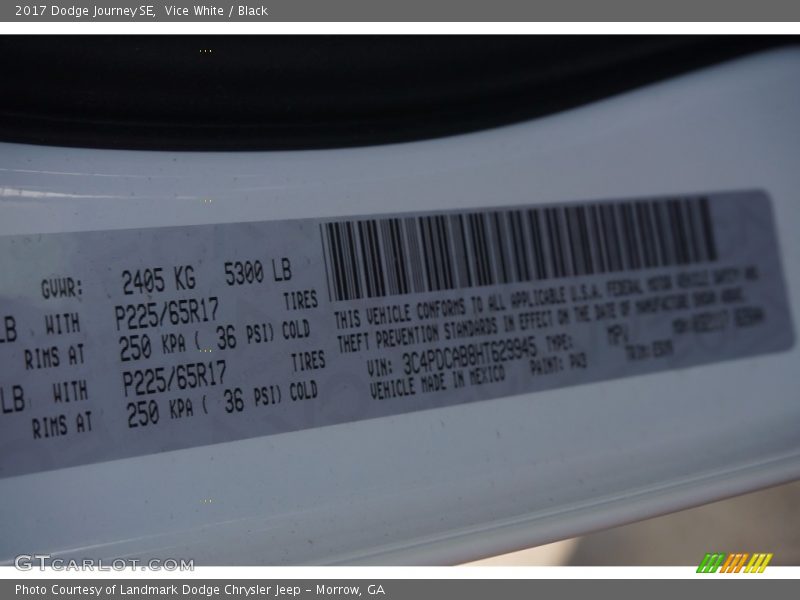 2017 Dodge Journey SE, Vice White / Black
GVWR: 2405 KG 5300 LB
LB WITH P225/65R17 TIRES
RIMS AT 250 KPA ( 36 PSI) COLD
LB WITH P225/65R17 TIRES
RIMS AT 250 KPA ( 36 PSI) COLD
THIS VEHICLE CONFORMS TO ALL APPLICABLE U.S.A. FEDERAL MOTOR VEHICLE SAFETY AND
THEFT PREVENTION STANDARDS IN EFFECT ON THE DATE OF MANUFACTURE SHOWN ABOVE.
VIN: 3C4PDCAB8HT629945 TYPE: MPV
VEHICLE MADE IN MEXICO PAINT: PW3 TRIM:
GTCARLOT.COM
Photo Courtesy of Landmark Dodge Chrysler Jeep – Morrow, GA